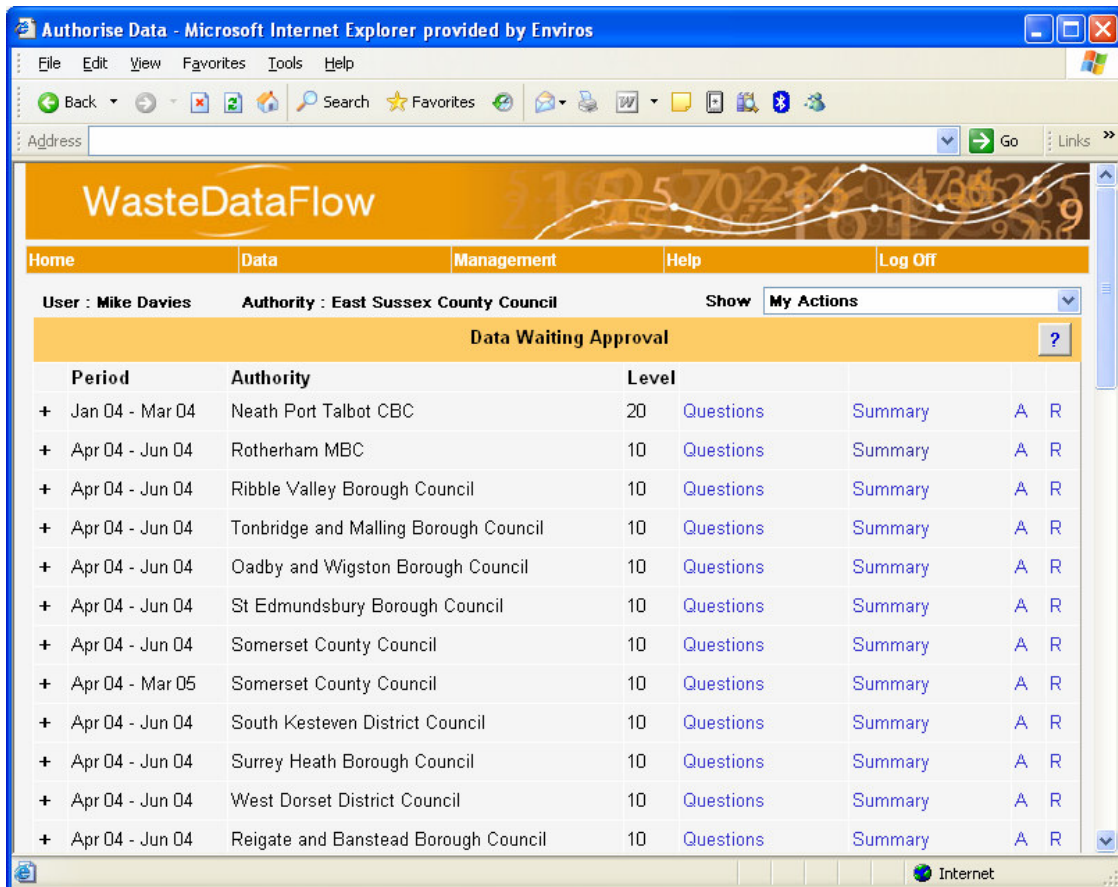 Authorise Data - Microsoft Internet Explorer provided by Enviros
File Edit View Favorites Tools Help
Back Search Favorites
Address Go Links »
WasteDataFlow
Home Data Management Help Log Off
User : Mike Davies Authority : East Sussex County Council Show My Actions
Data Waiting Approval ?
Period Authority Level
+ Jan 04 - Mar 04 Neath Port Talbot CBC 20 Questions Summary A R
+ Apr 04 - Jun 04 Rotherham MBC 10 Questions Summary A R
+ Apr 04 - Jun 04 Ribble Valley Borough Council 10 Questions Summary A R
+ Apr 04 - Jun 04 Tonbridge and Malling Borough Council 10 Questions Summary A R
+ Apr 04 - Jun 04 Oadby and Wigston Borough Council 10 Questions Summary A R
+ Apr 04 - Jun 04 St Edmundsbury Borough Council 10 Questions Summary A R
+ Apr 04 - Jun 04 Somerset County Council 10 Questions Summary A R
+ Apr 04 - Mar 05 Somerset County Council 10 Questions Summary A R
+ Apr 04 - Jun 04 South Kesteven District Council 10 Questions Summary A R
+ Apr 04 - Jun 04 Surrey Heath Borough Council 10 Questions Summary A R
+ Apr 04 - Jun 04 West Dorset District Council 10 Questions Summary A R
+ Apr 04 - Jun 04 Reigate and Banstead Borough Council 10 Questions Summary A R
Internet